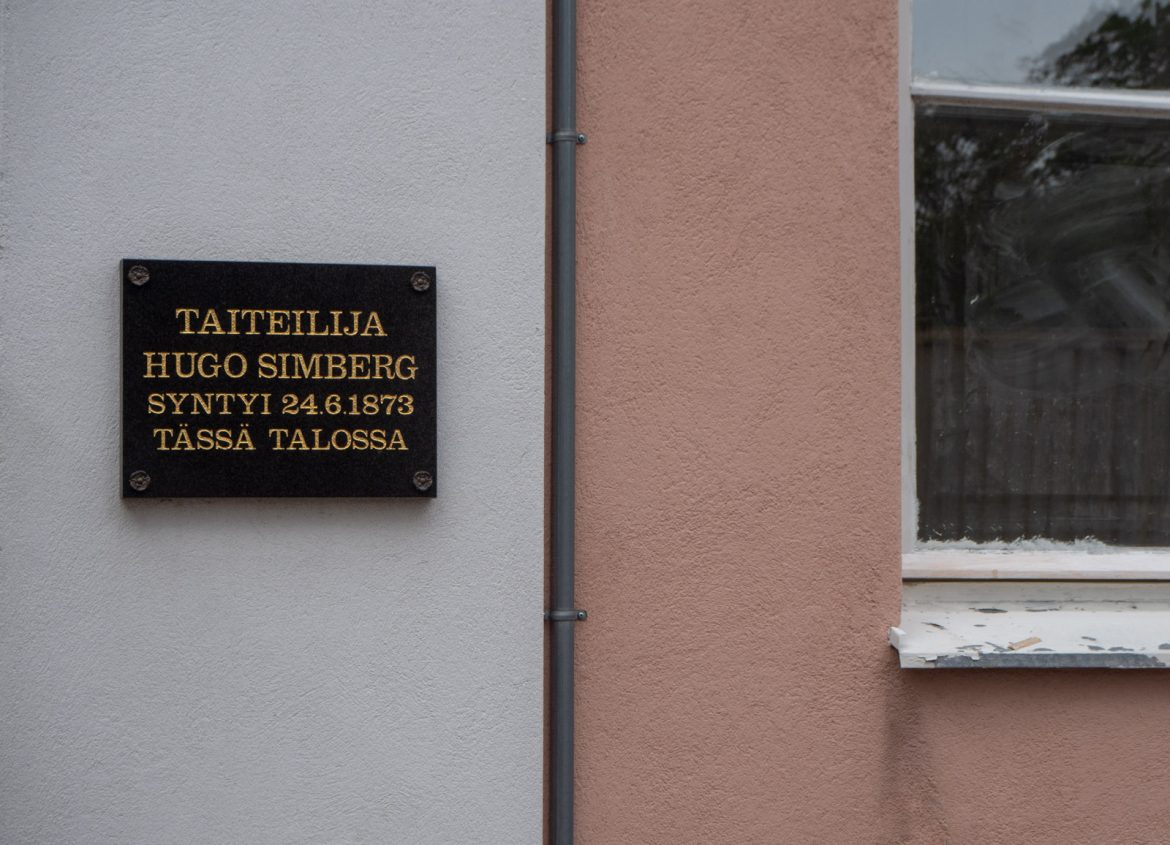 TAITEILIJA
HUGO SIMBERG
SYNTYI 24.6.1873
TÄSSÄ TALOSSA